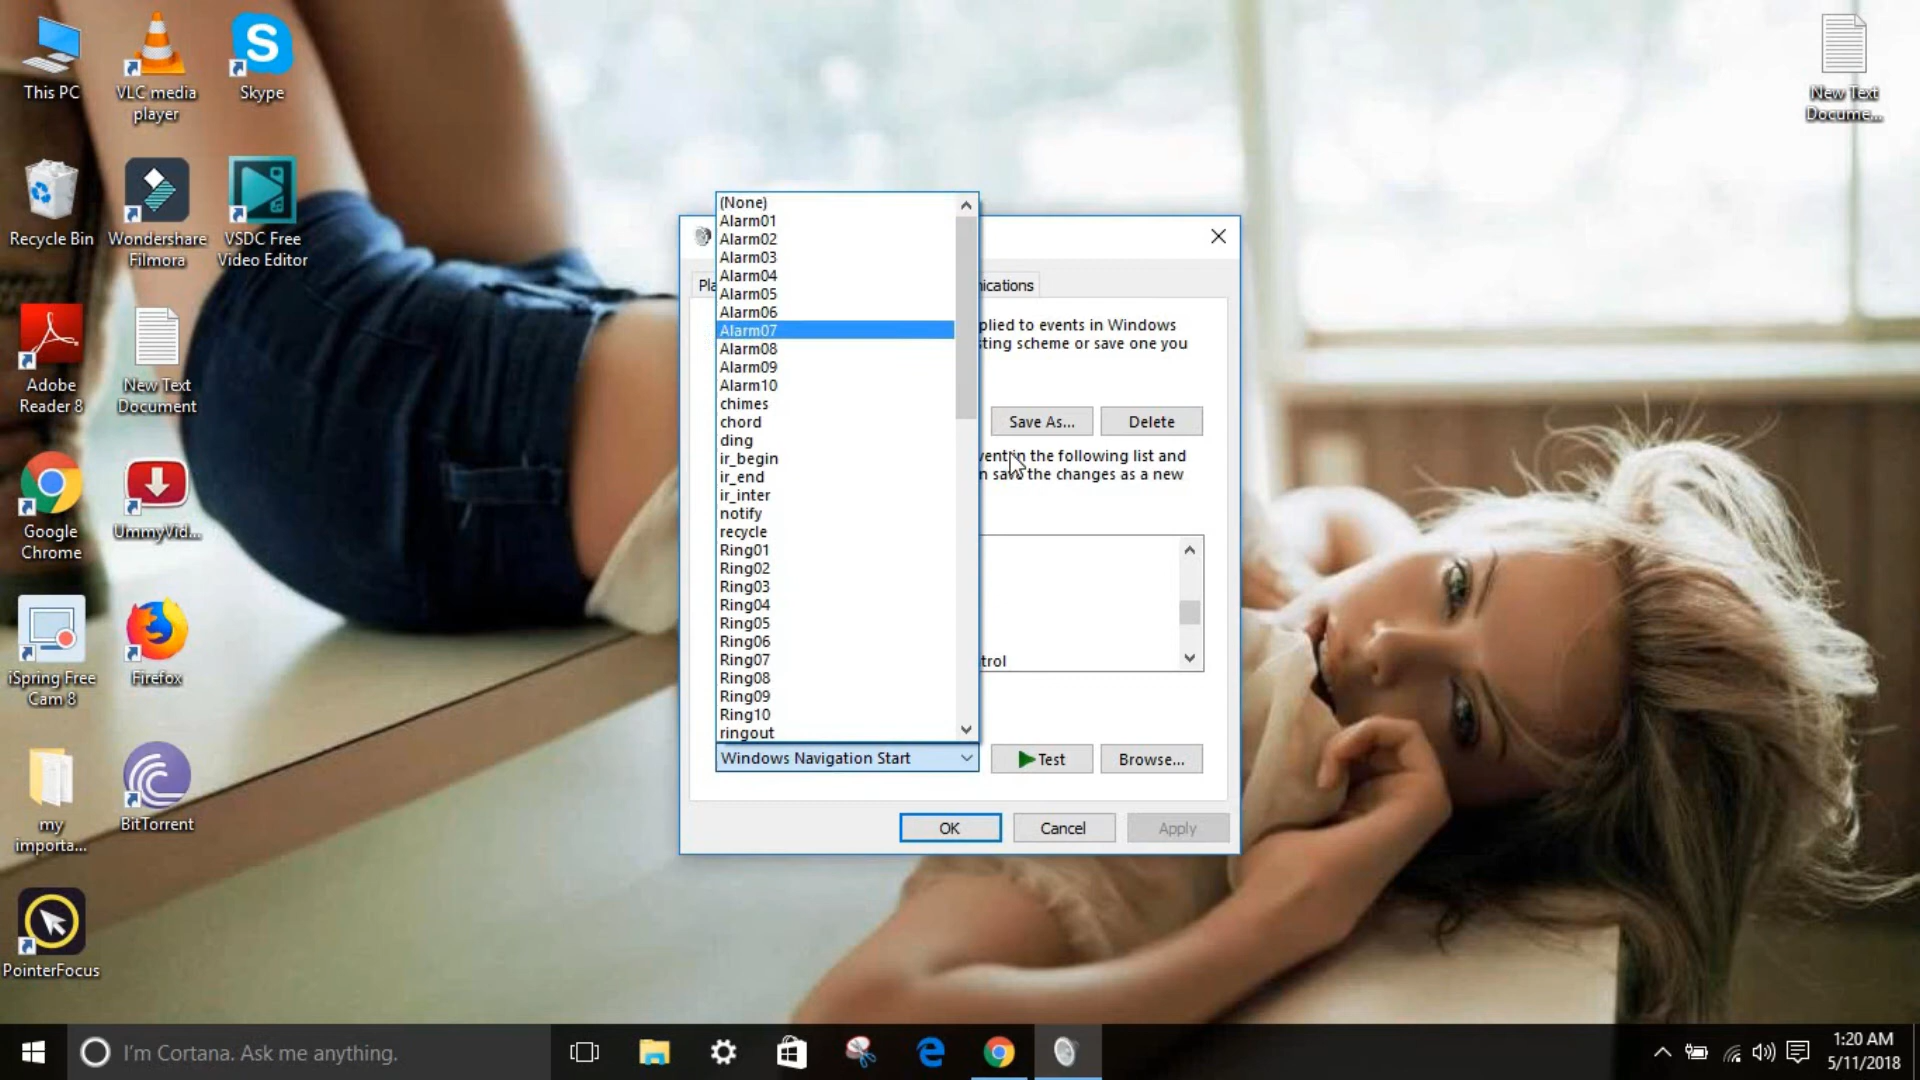 This PC
VLC media
player
Skype
New Text
Docume...
Recycle Bin
Wondershare
Filmora
VSDC Free
Video Editor
Adobe
Reader 8
New Text
Document
Google
Chrome
UmmyVid...
iSpring Free
Cam 8
Firefox
my
importa...
BitTorrent
PointerFocus
(None)
Alarm01
Alarm02
Alarm03
Alarm04
Alarm05
Alarm06
Alarm07
Alarm08
Alarm09
Alarm10
chimes
chord
ding
ir_begin
ir_end
ir_inter
notify
recycle
Ring01
Ring02
Ring03
Ring04
Ring05
Ring06
Ring07
Ring08
Ring09
Ring10
ringout
Windows Navigation Start
Pla
nications
plied to events in Windows
sting scheme or save one you
Save As...
Delete
vent in the following list and
n save the changes as a new
trol
Test
Browse...
OK
Cancel
Apply
I'm Cortana. Ask me anything.
1:20 AM
5/11/2018